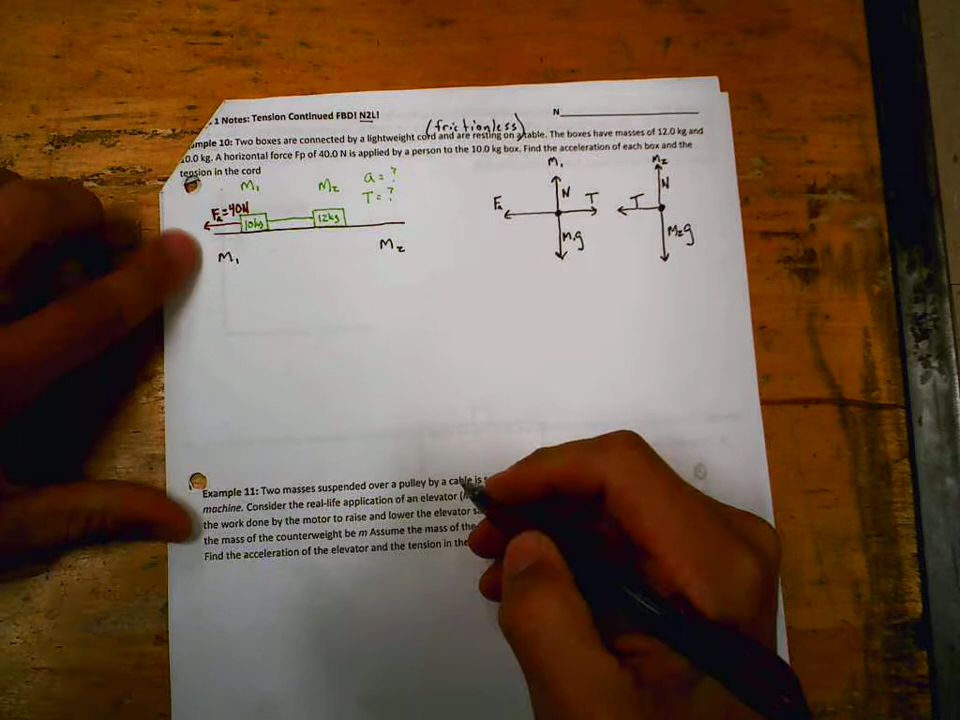 1 Notes: Tension Continued FBD! N2L!
N
(frictionless)
Example 10: Two boxes are connected by a lightweight cord and are resting on a table. The boxes have masses of 12.0 kg and
10.0 kg. A horizontal force Fp of 40.0 N is applied by a person to the 10.0 kg box. Find the acceleration of each box and the
tension in the cord
M₁ M₂ a = ?
T = ?
Fₐ=40N
10kg 12kg
M₁ M₂
M₁ M₂
N N
Fₐ T T
M₁g M₂g
Example 11: Two masses suspended over a pulley by a cable is
machine. Consider the real-life application of an elevator
the work done by the motor to raise and lower the elevator
the mass of the counterweight be m Assume the mass of the
Find the acceleration of the elevator and the tension in the